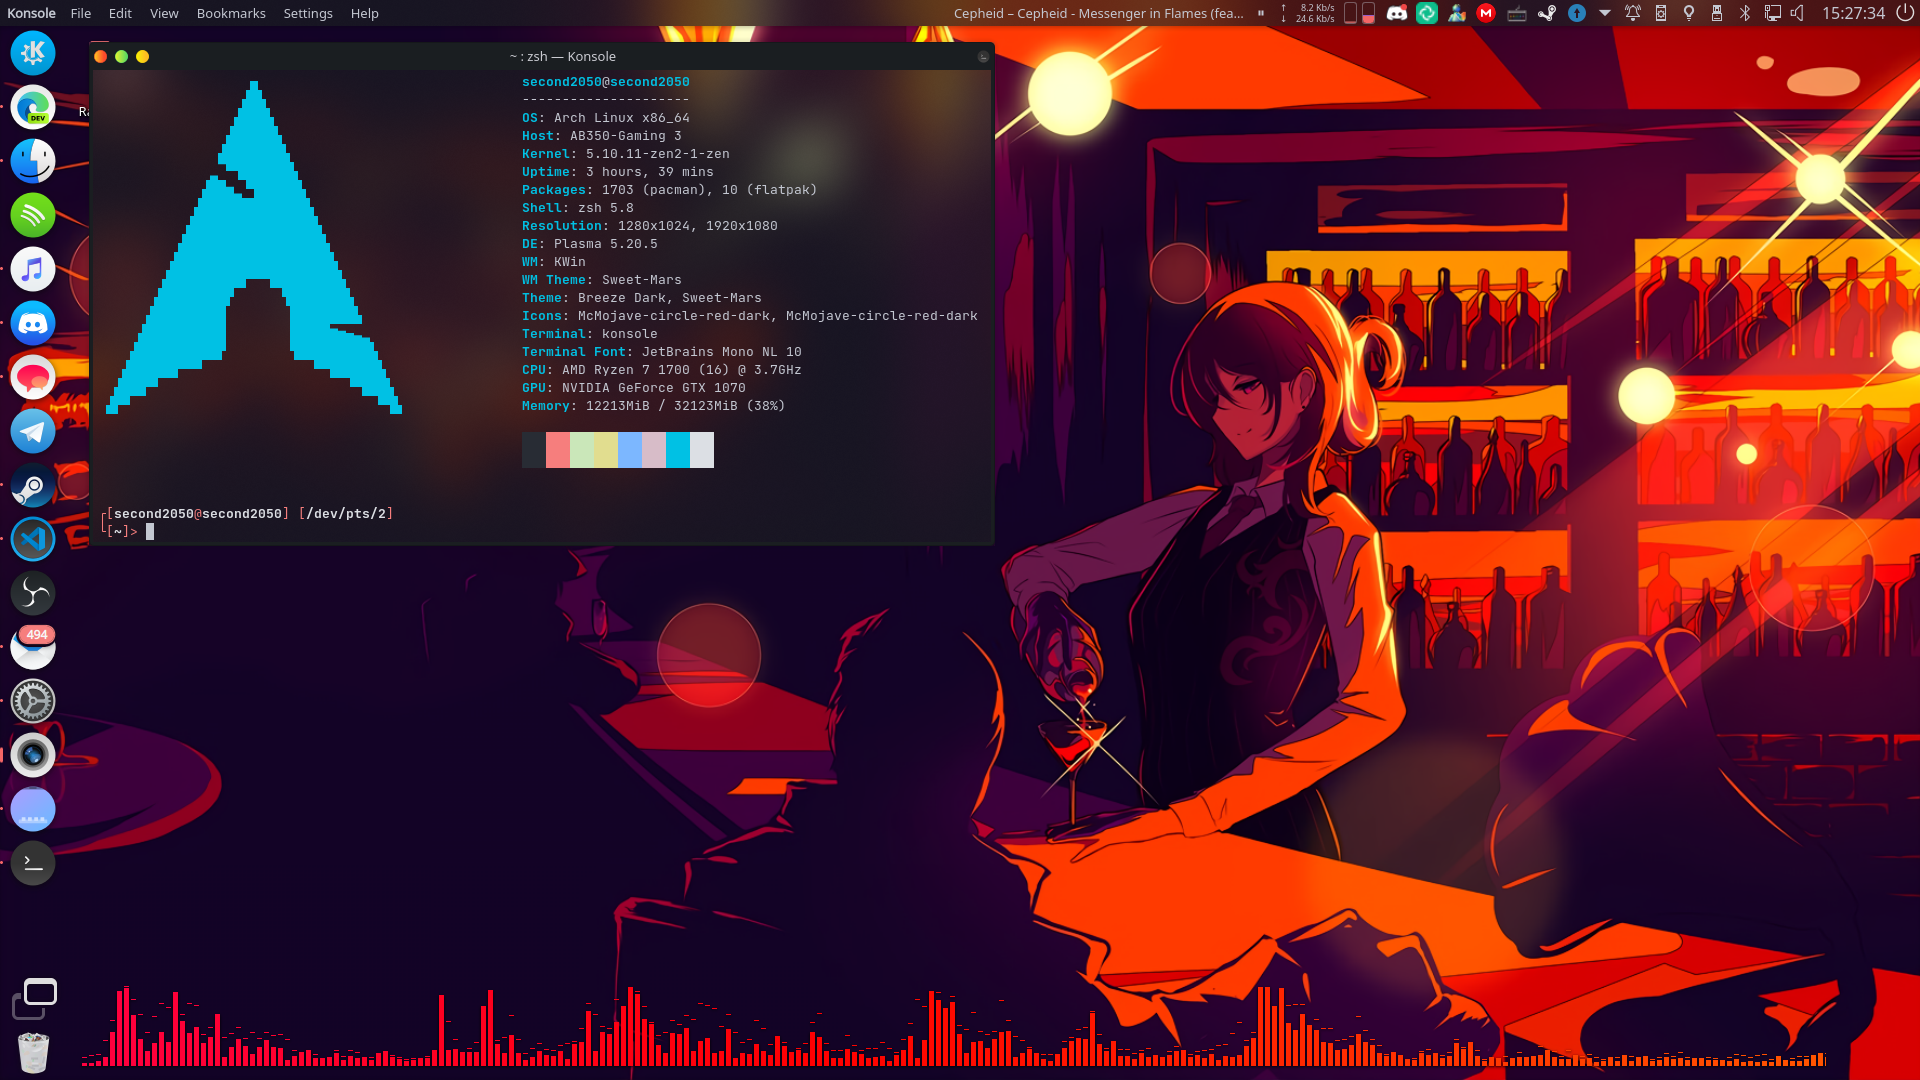 Konsole File Edit View Bookmarks Settings Help
Cepheid – Cepheid - Messenger in Flames (fea...
8.2 Kb/s
24.6 Kb/s
15:27:34
~ : zsh — Konsole
DEV
Ra
second2050@second2050
---------------------
OS: Arch Linux x86_64
Host: AB350-Gaming 3
Kernel: 5.10.11-zen2-1-zen
Uptime: 3 hours, 39 mins
Packages: 1703 (pacman), 10 (flatpak)
Shell: zsh 5.8
Resolution: 1280x1024, 1920x1080
DE: Plasma 5.20.5
WM: KWin
WM Theme: Sweet-Mars
Theme: Breeze Dark, Sweet-Mars
Icons: McMojave-circle-red-dark, McMojave-circle-red-dark
Terminal: konsole
Terminal Font: JetBrains Mono NL 10
CPU: AMD Ryzen 7 1700 (16) @ 3.7GHz
GPU: NVIDIA GeForce GTX 1070
Memory: 12213MiB / 32123MiB (38%)
┌[second2050@second2050] [/dev/pts/2]
└[~]>
494